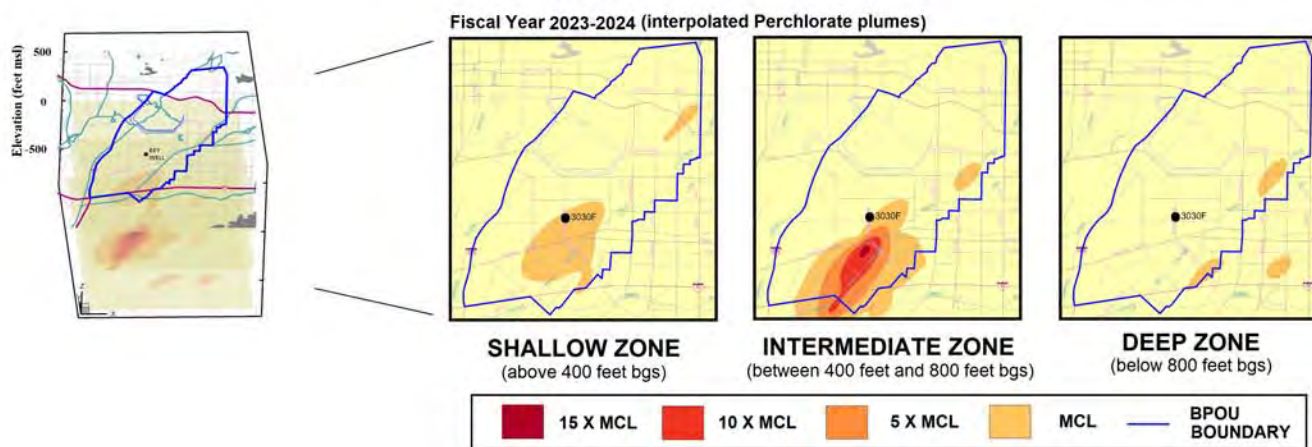 Fiscal Year 2023-2024 (interpolated Perchlorate plumes)
Elevation (feet msl)
500
0
-500
KEY
WELL
3030F
3030F
3030F
SHALLOW ZONE
(above 400 feet bgs)
INTERMEDIATE ZONE
(between 400 feet and 800 feet bgs)
DEEP ZONE
(below 800 feet bgs)
15 X MCL
10 X MCL
5 X MCL
MCL
BPOU
BOUNDARY